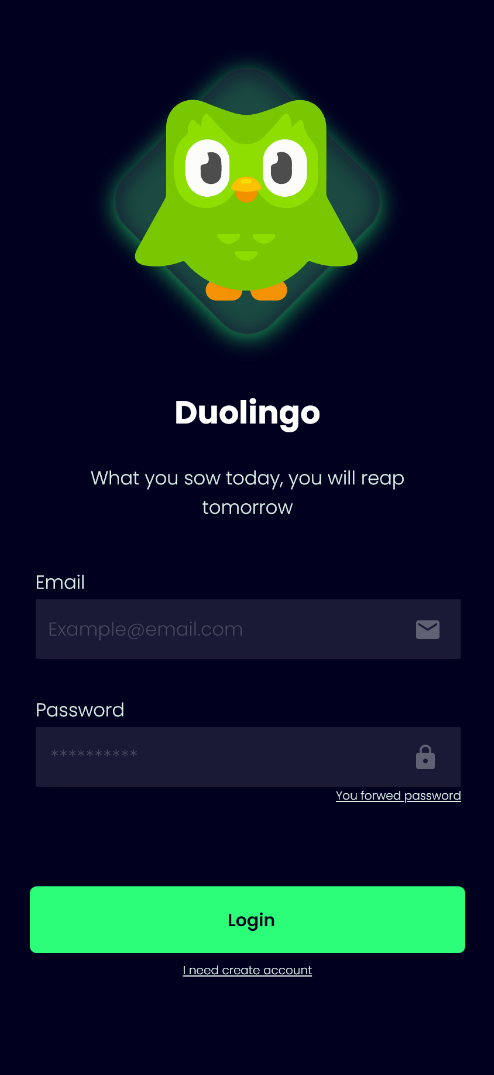 Duolingo
What you sow today, you will reap
tomorrow
Email
Example@email.com
Password
**********
You forwed password
Login
I need create account